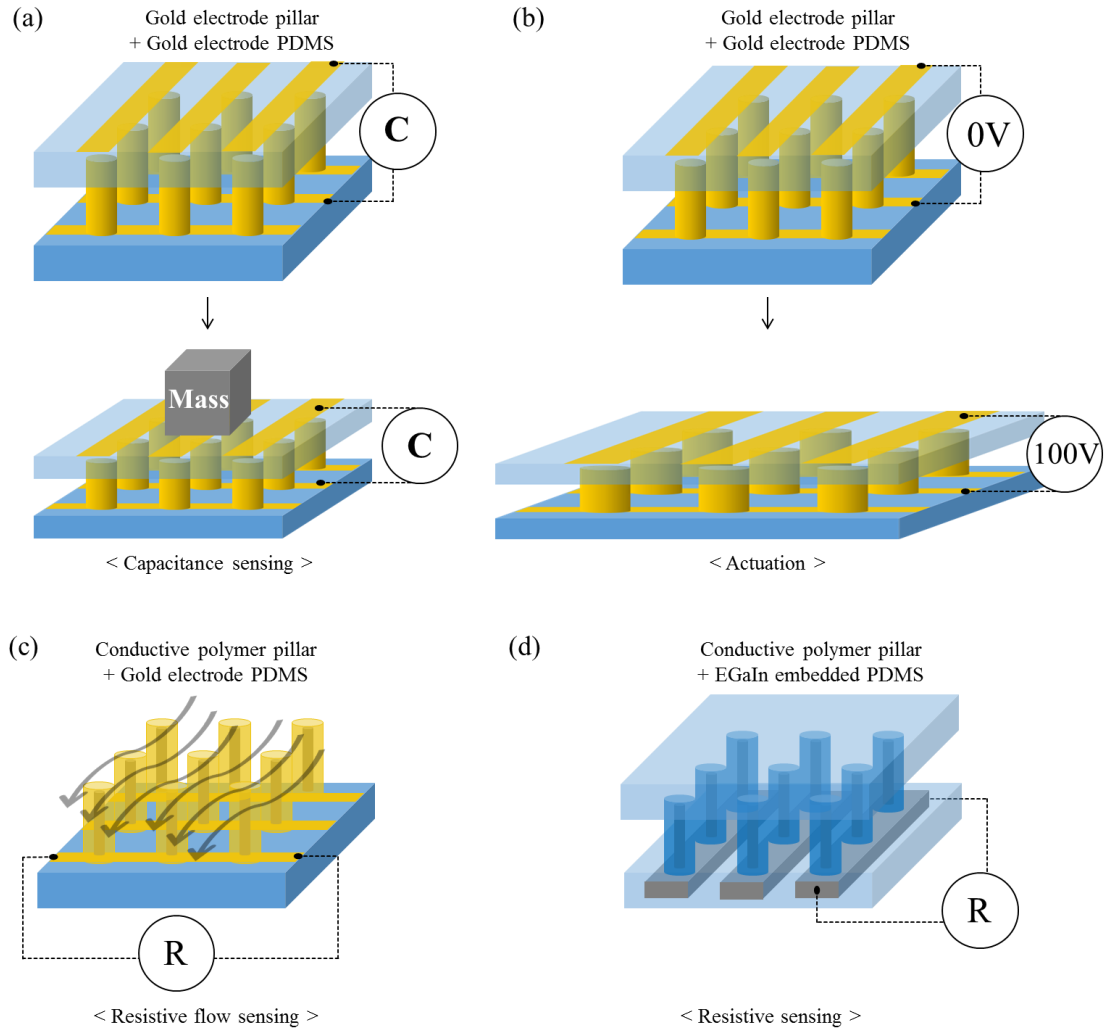 (a)
Gold electrode pillar
+ Gold electrode PDMS
C
Mass
C
< Capacitance sensing >
(b)
Gold electrode pillar
+ Gold electrode PDMS
0V
100V
< Actuation >
(c)
Conductive polymer pillar
+ Gold electrode PDMS
R
< Resistive flow sensing >
(d)
Conductive polymer pillar
+ EGaIn embedded PDMS
R
< Resistive sensing >